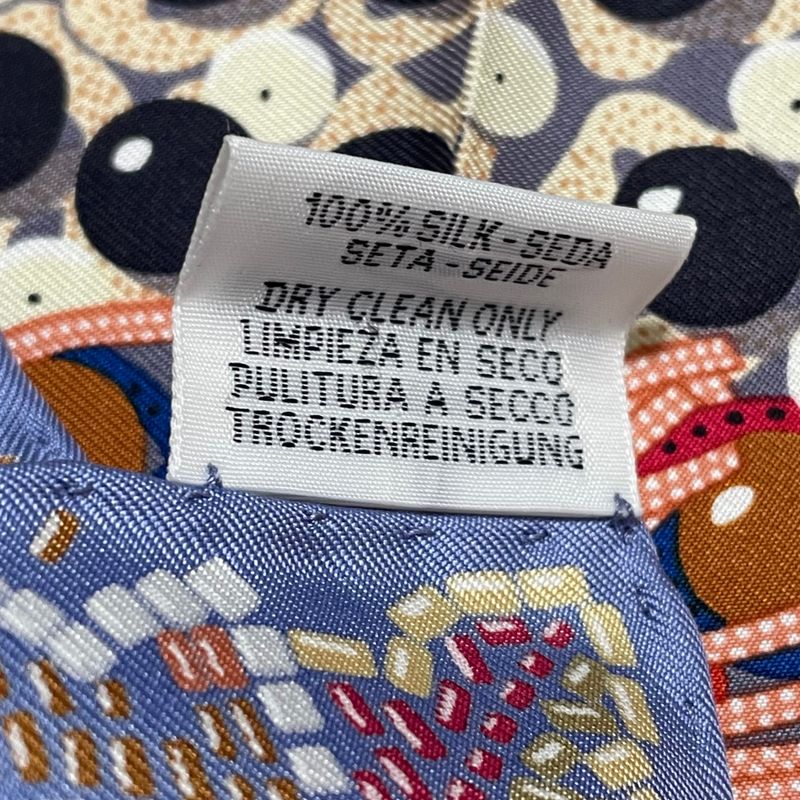 100% SILK-SEDA
SETA-SEIDE
DRY CLEAN ONLY
LIMPIEZA EN SECO
PULITURA A SECCO
TROCKENREINIGUNG